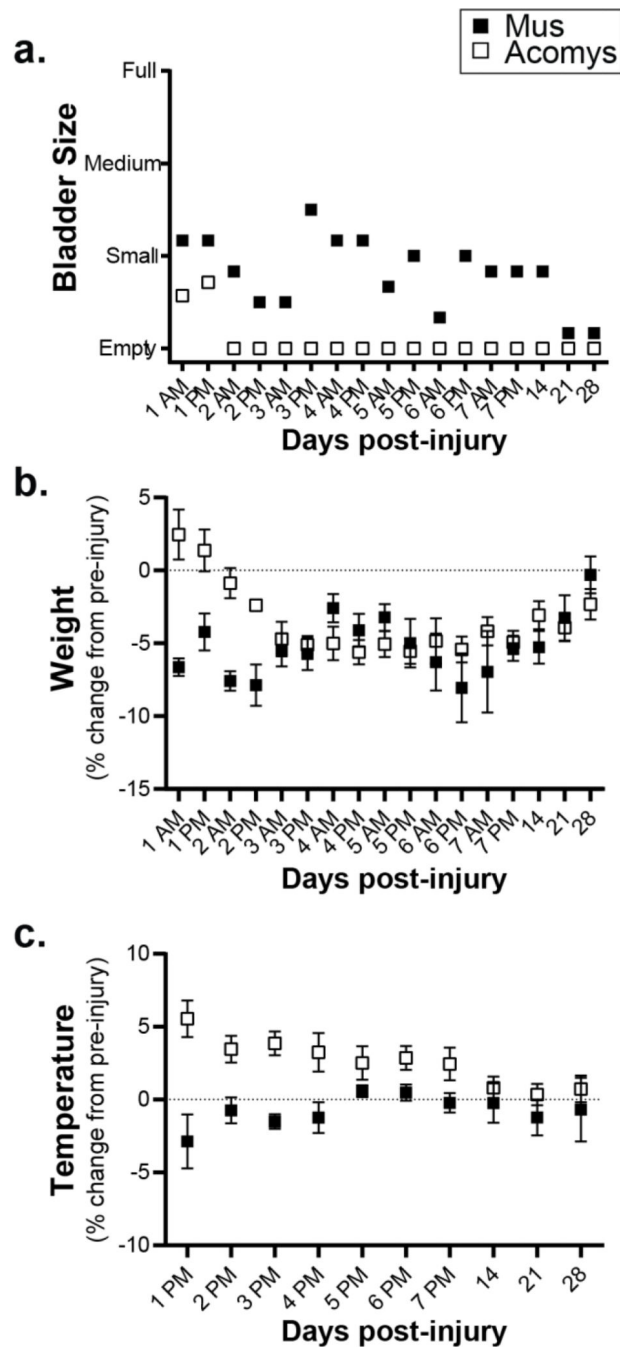 a.
Mus
Acomys
Bladder Size
Full
Medium
Small
Empty
1 AM 1 PM 2 AM 2 PM 3 AM 3 PM 4 AM 4 PM 5 AM 5 PM 6 AM 6 PM 7 AM 7 PM 14 21 28
Days post-injury
b.
Weight
(% change from pre-injury)
5
0
-5
-10
-15
1 AM 1 PM 2 AM 2 PM 3 AM 3 PM 4 AM 4 PM 5 AM 5 PM 6 AM 6 PM 7 AM 7 PM 14 21 28
Days post-injury
c.
Temperature
(% change from pre-injury)
10
5
0
-5
-10
1 PM 2 PM 3 PM 4 PM 5 PM 6 PM 7 PM 14 21 28
Days post-injury